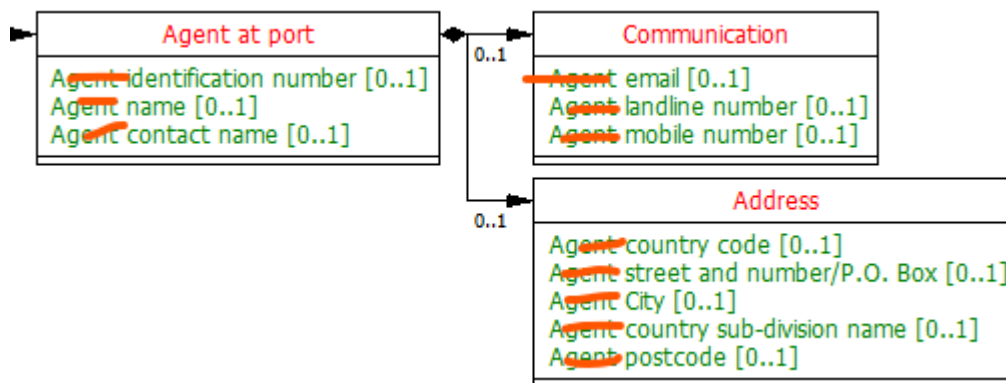 Agent at port
Agent identification number [0..1]
Agent name [0..1]
Agent contact name [0..1]
0..1
Communication
Agent email [0..1]
Agent landline number [0..1]
Agent mobile number [0..1]
0..1
Address
Agent country code [0..1]
Agent street and number/P.O. Box [0..1]
Agent City [0..1]
Agent country sub-division name [0..1]
Agent postcode [0..1]